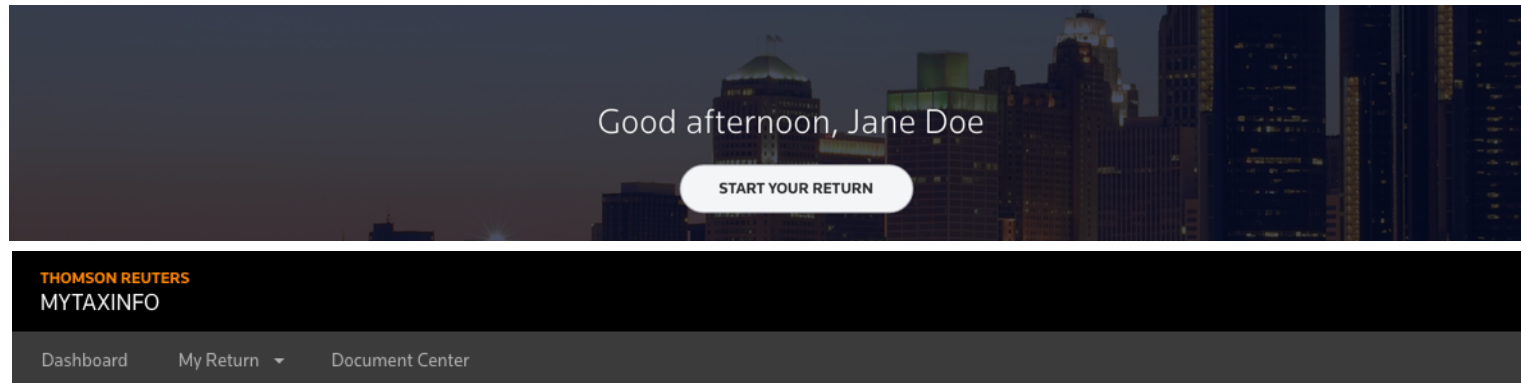 Good afternoon, Jane Doe
START YOUR RETURN
THOMSON REUTERS
MYTAXINFO
Dashboard My Return Document Center